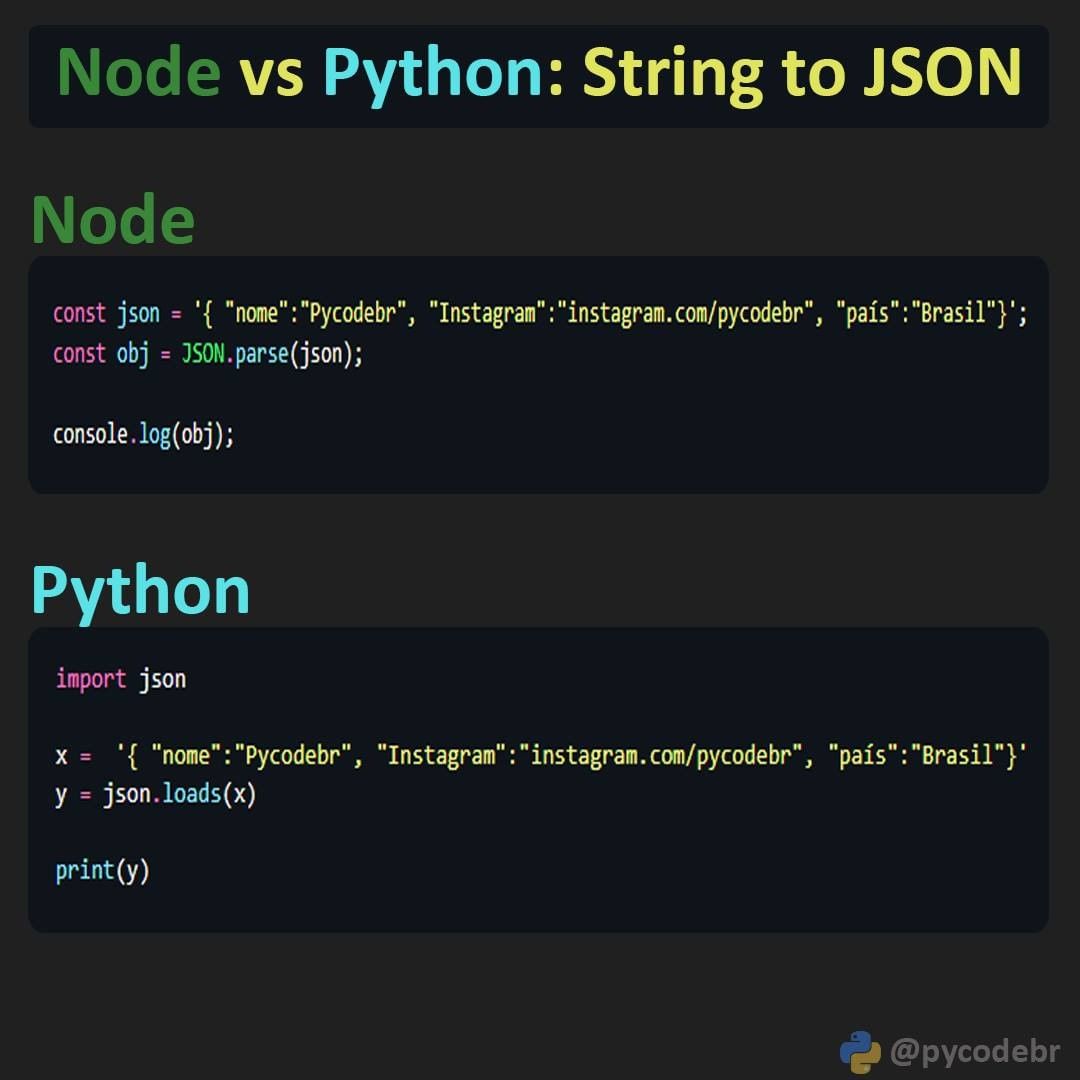 Node vs Python: String to JSON
Node
const json = '{ "nome":"Pycodebr", "Instagram":"instagram.com/pycodebr", "país":"Brasil"}';
const obj = JSON.parse(json);
console.log(obj);
Python
import json
x =  '{ "nome":"Pycodebr", "Instagram":"instagram.com/pycodebr", "país":"Brasil"}'
y = json.loads(x)
print(y)
@pycodebr